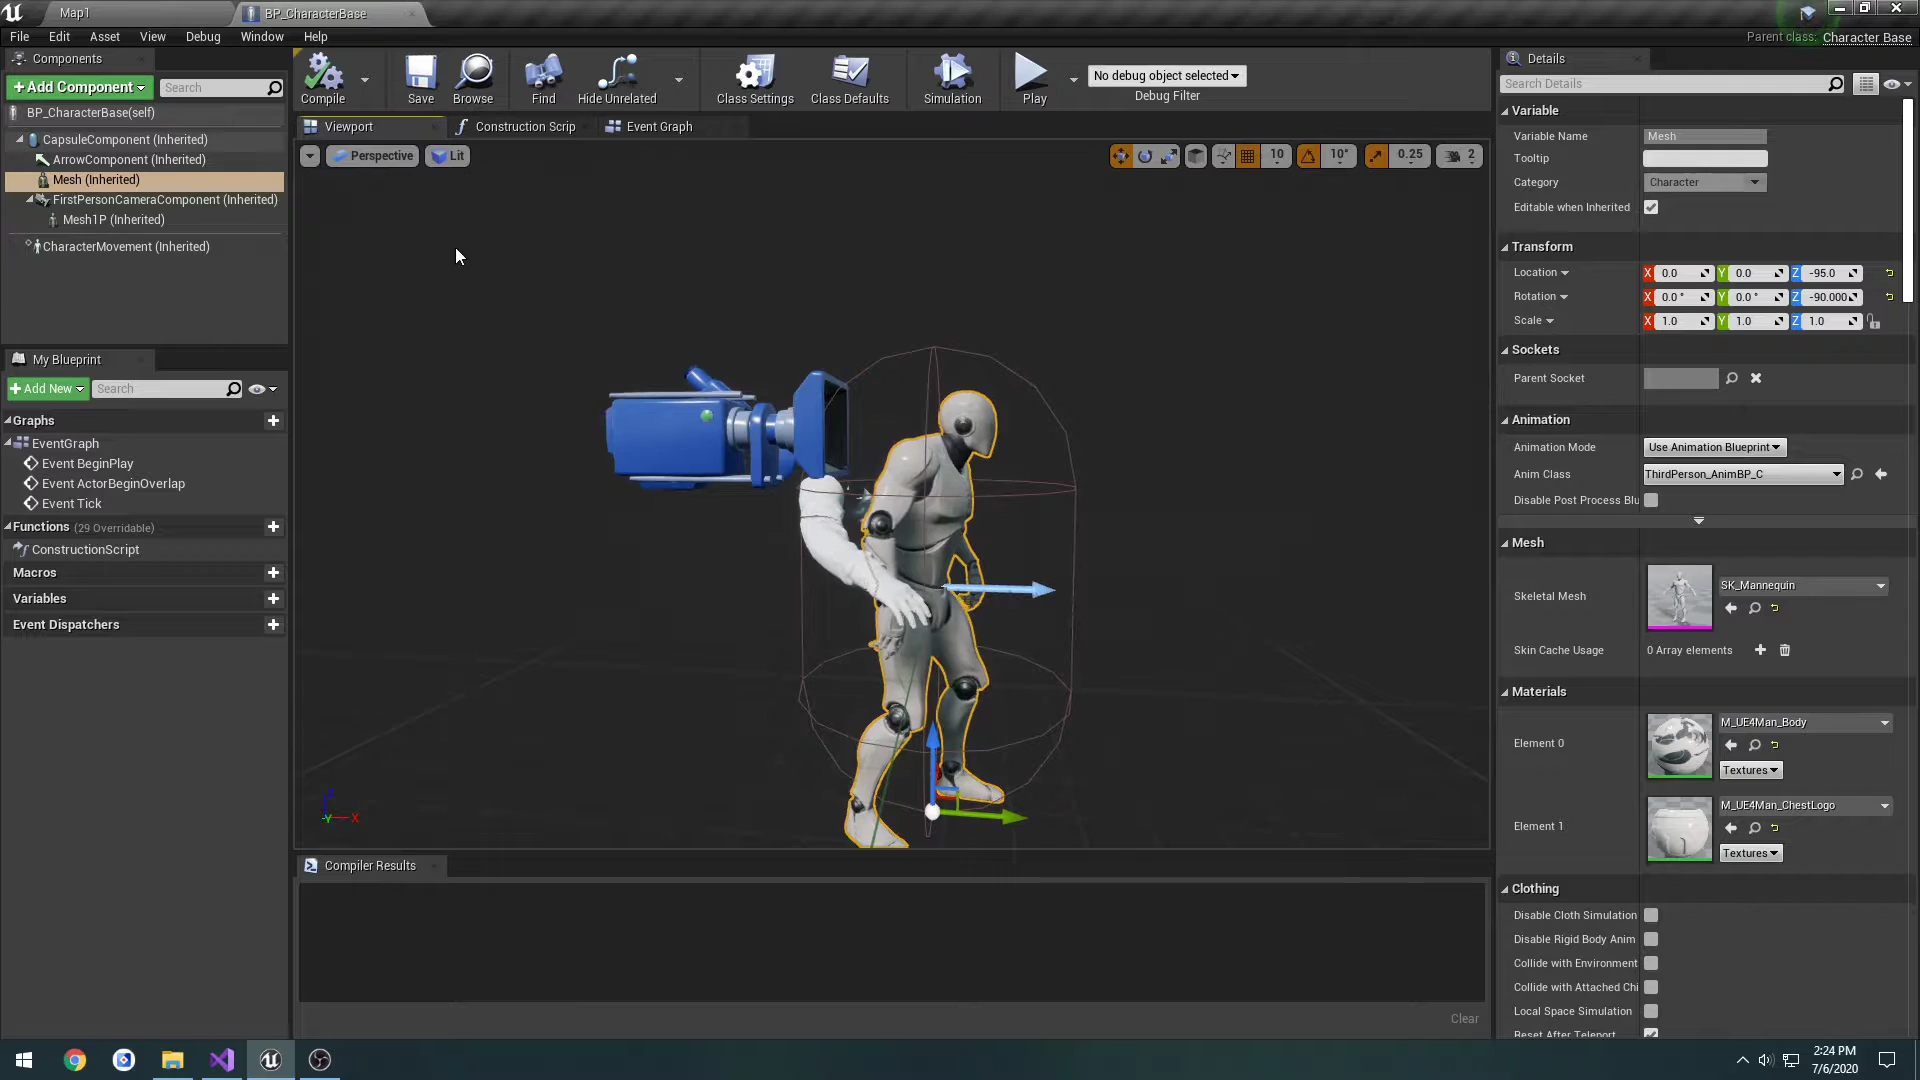 Map1
BP_CharacterBase
File Edit Asset View Debug Window Help
Parent class: Character Base
Components
+ Add Component
Search
BP_CharacterBase(self)
CapsuleComponent (Inherited)
ArrowComponent (Inherited)
Mesh (Inherited)
FirstPersonCameraComponent (Inherited)
Mesh1P (Inherited)
CharacterMovement (Inherited)
My Blueprint
+ Add New
Search
Graphs
EventGraph
Event BeginPlay
Event ActorBeginOverlap
Event Tick
Functions (29 Overridable)
ConstructionScript
Macros
Variables
Event Dispatchers
Compile
Save
Browse
Find
Hide Unrelated
Class Settings
Class Defaults
Simulation
Play
No debug object selected
Debug Filter
Viewport
Construction Scrip
Event Graph
Perspective
Lit
10
10°
0.25
2
Z
Y
X
Compiler Results
Clear
Details
Search Details
Variable
Variable Name Mesh
Tooltip
Category Character
Editable when Inherited
Transform
Location X 0.0 Y 0.0 Z -95.0
Rotation X 0.0 ° Y 0.0 ° Z -90.000
Scale X 1.0 Y 1.0 Z 1.0
Sockets
Parent Socket
Animation
Animation Mode Use Animation Blueprint
Anim Class ThirdPerson_AnimBP_C
Disable Post Process Blu
Mesh
Skeletal Mesh SK_Mannequin
Skin Cache Usage 0 Array elements
Materials
Element 0 M_UE4Man_Body
Textures
Element 1 M_UE4Man_ChestLogo
Textures
Clothing
Disable Cloth Simulation
Disable Rigid Body Anim
Collide with Environment
Collide with Attached Chi
Local Space Simulation
Reset After Teleport
2:24 PM
7/6/2020